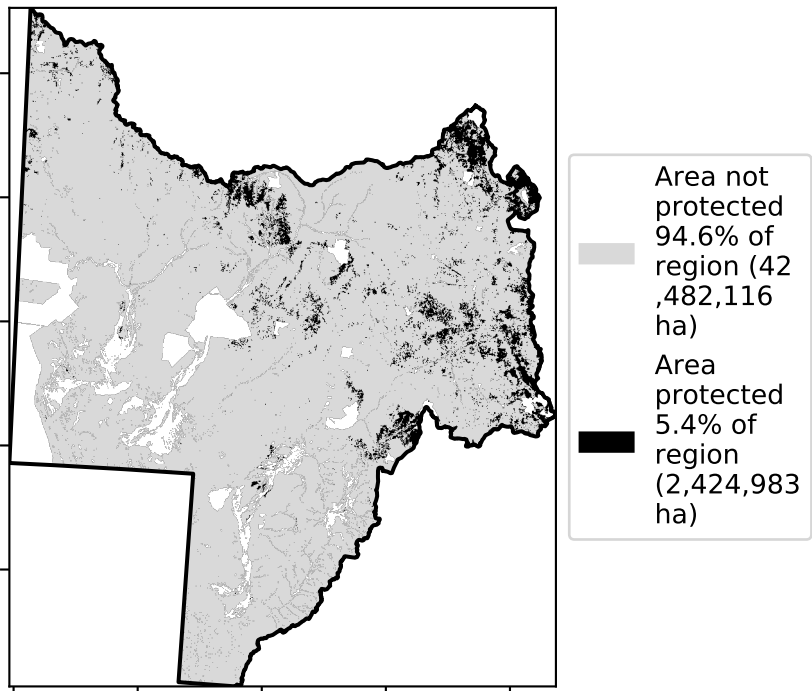 Area not
protected
94.6% of
region (42
,482,116
ha)
Area
protected
5.4% of
region
(2,424,983
ha)